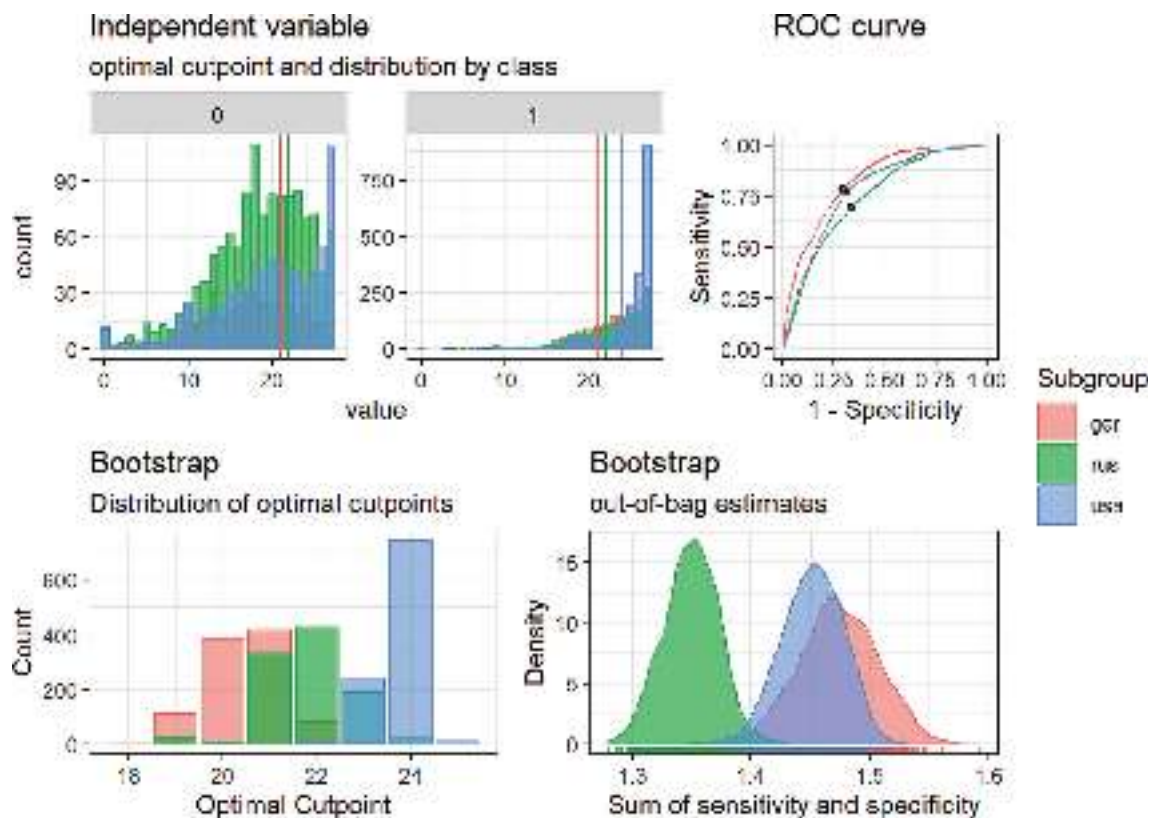 Independent variable
optimal cutpoint and distribution by class
0
1
count
90
60
30
0
750
500
250
0
0 10 20
0 10 20
value
ROC curve
Sensitivity
1.00
0.75
0.50
0.25
0.00
0.00 0.25 0.50 0.75 1.00
1 - Specificity
Subgroup
ger
rus
usa
Bootstrap
Distribution of optimal cutpoints
Count
600
400
200
0
18 20 22 24
Optimal Cutpoint
Bootstrap
out-of-bag estimates
Density
15
10
5
0
1.3 1.4 1.5 1.6
Sum of sensitivity and specificity